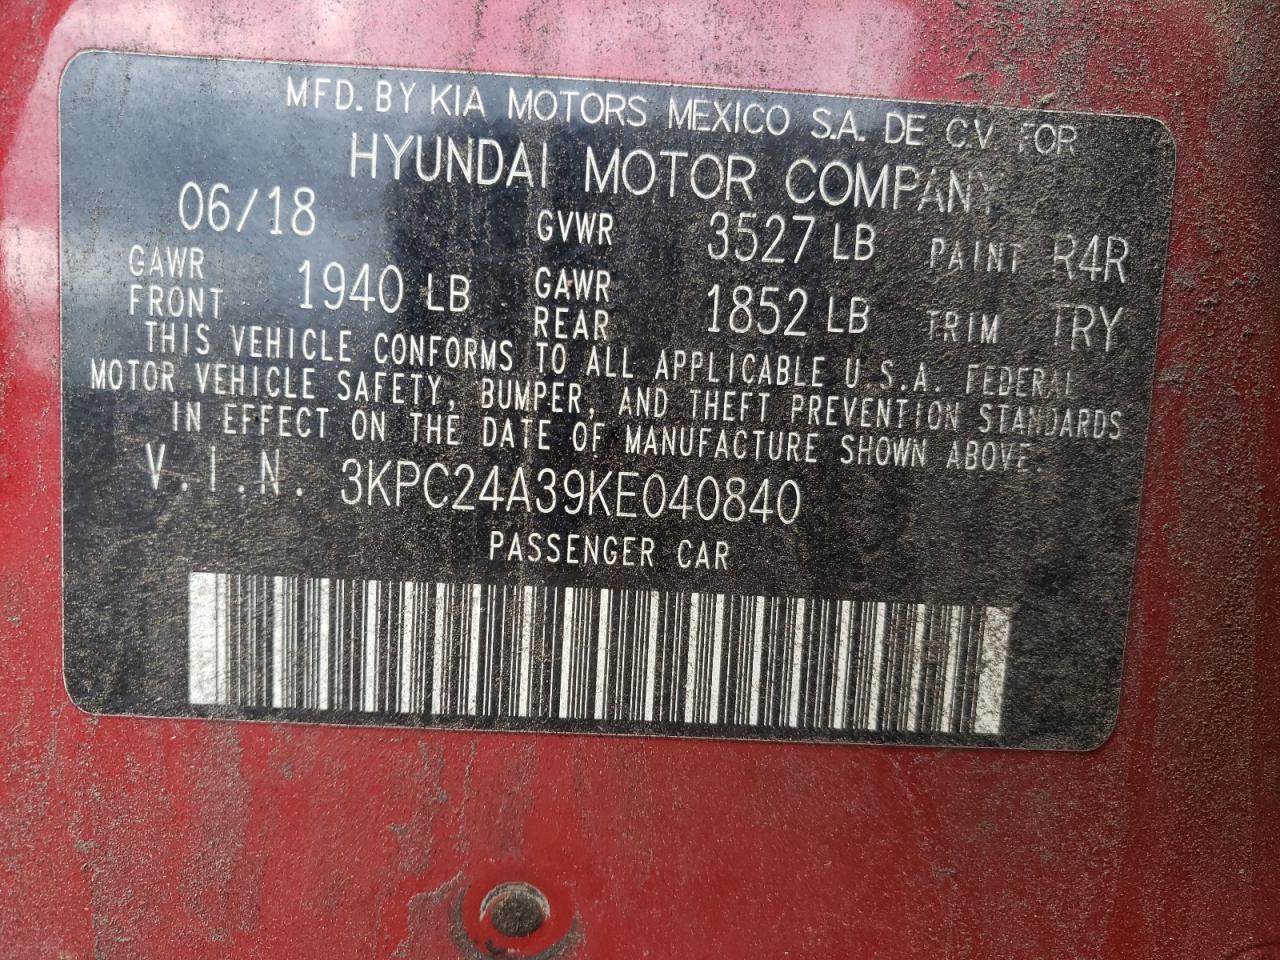 MFD. BY KIA MOTORS MEXICO S.A. DE C.V. FOR
HYUNDAI MOTOR COMPANY
06/18 GVWR 3527 LB PAINT R4R
GAWR FRONT 1940 LB GAWR REAR 1852 LB TRIM TRY
THIS VEHICLE CONFORMS TO ALL APPLICABLE U.S.A. FEDERAL
MOTOR VEHICLE SAFETY, BUMPER, AND THEFT PREVENTION STANDARDS
IN EFFECT ON THE DATE OF MANUFACTURE SHOWN ABOVE.
V.I.N. 3KPC24A39KE040840
PASSENGER CAR